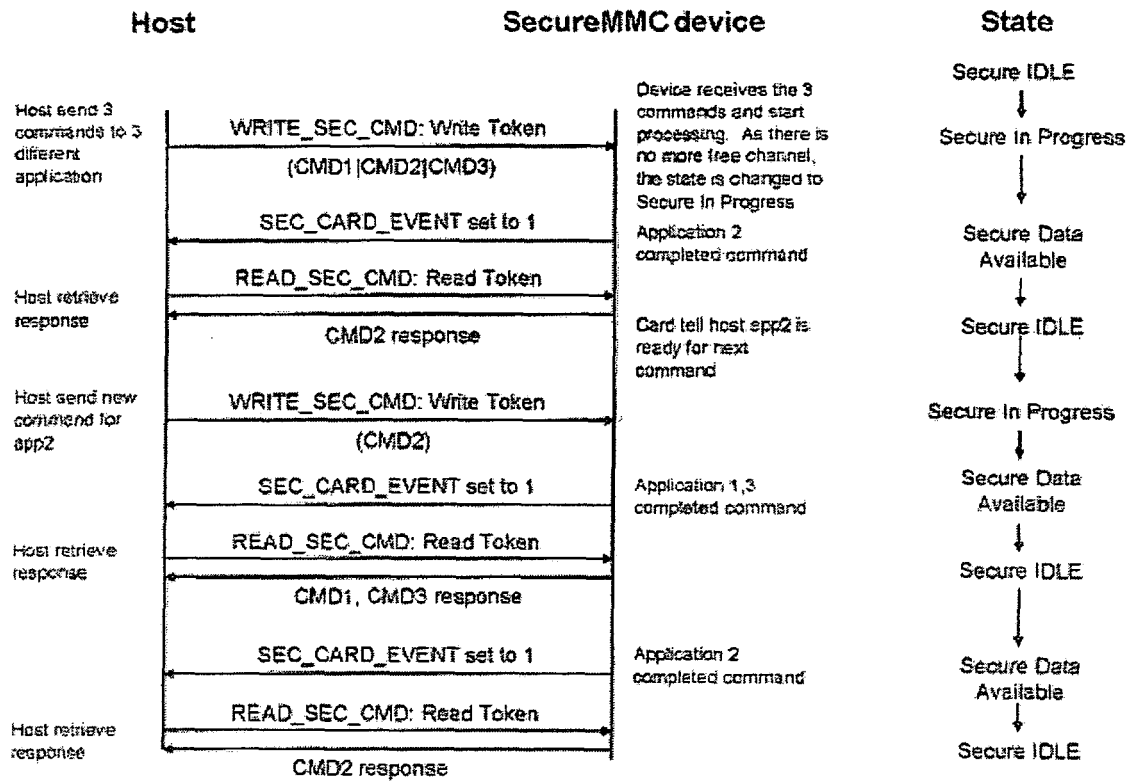 Host SecureMMC device State
Secure IDLE
Host send 3
commands to 3
different
application
WRITE_SEC_CMD: Write Token
(CMD1|CMD2|CMD3)
Device receives the 3
commands and start
processing. As there is
no more free channel,
the state is changed to
Secure In Progress
Secure In Progress
SEC_CARD_EVENT set to 1
Application 2
completed command
Secure Data
Available
Host retrieve
response
READ_SEC_CMD: Read Token
CMD2 response
Card tell host app2 is
ready for next
command
Secure IDLE
Host send new
command for
app2
WRITE_SEC_CMD: Write Token
(CMD2)
Secure In Progress
SEC_CARD_EVENT set to 1
Application 1,3
completed command
Secure Data
Available
Host retrieve
response
READ_SEC_CMD: Read Token
CMD1, CMD3 response
Secure IDLE
SEC_CARD_EVENT set to 1
Application 2
completed command
Secure Data
Available
Host retrieve
response
READ_SEC_CMD: Read Token
CMD2 response
Secure IDLE